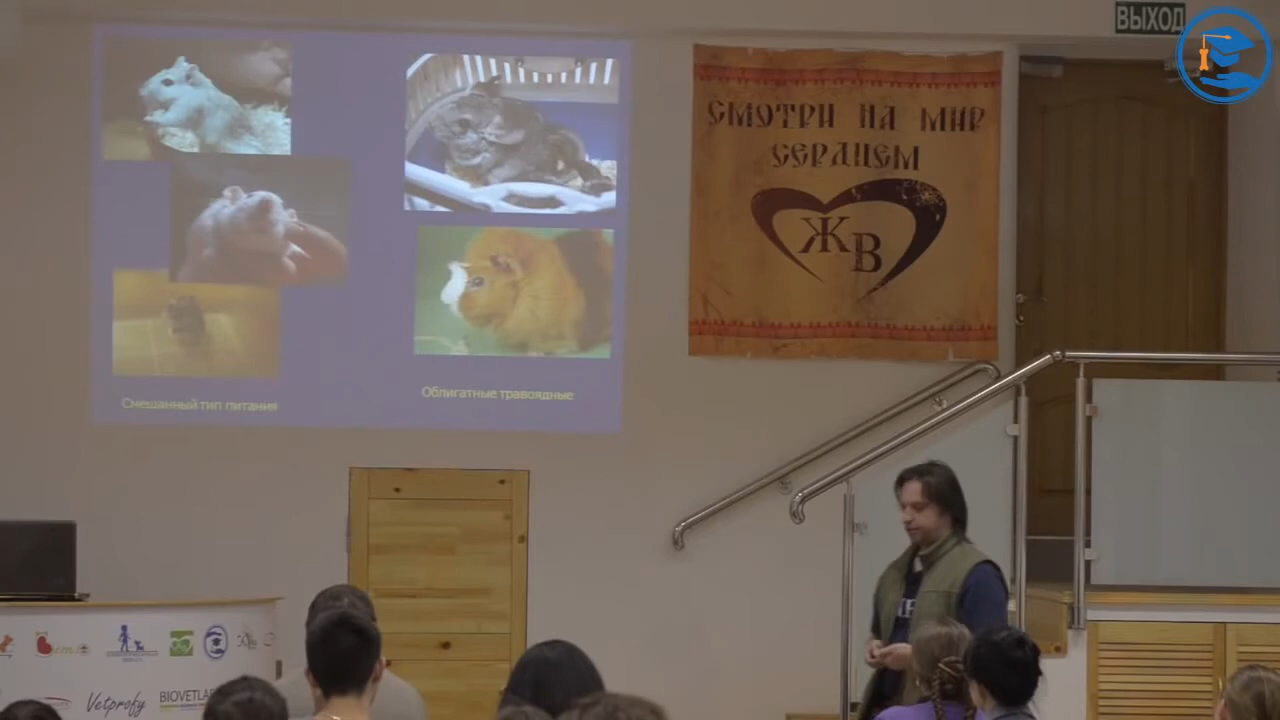 ВЫХОД
СМОТРИ НА МИР
СЕРДЦЕМ
ЖВ
Смешанный тип питания
Облигатные травоядные
Vetprofy
BIOVETLAB